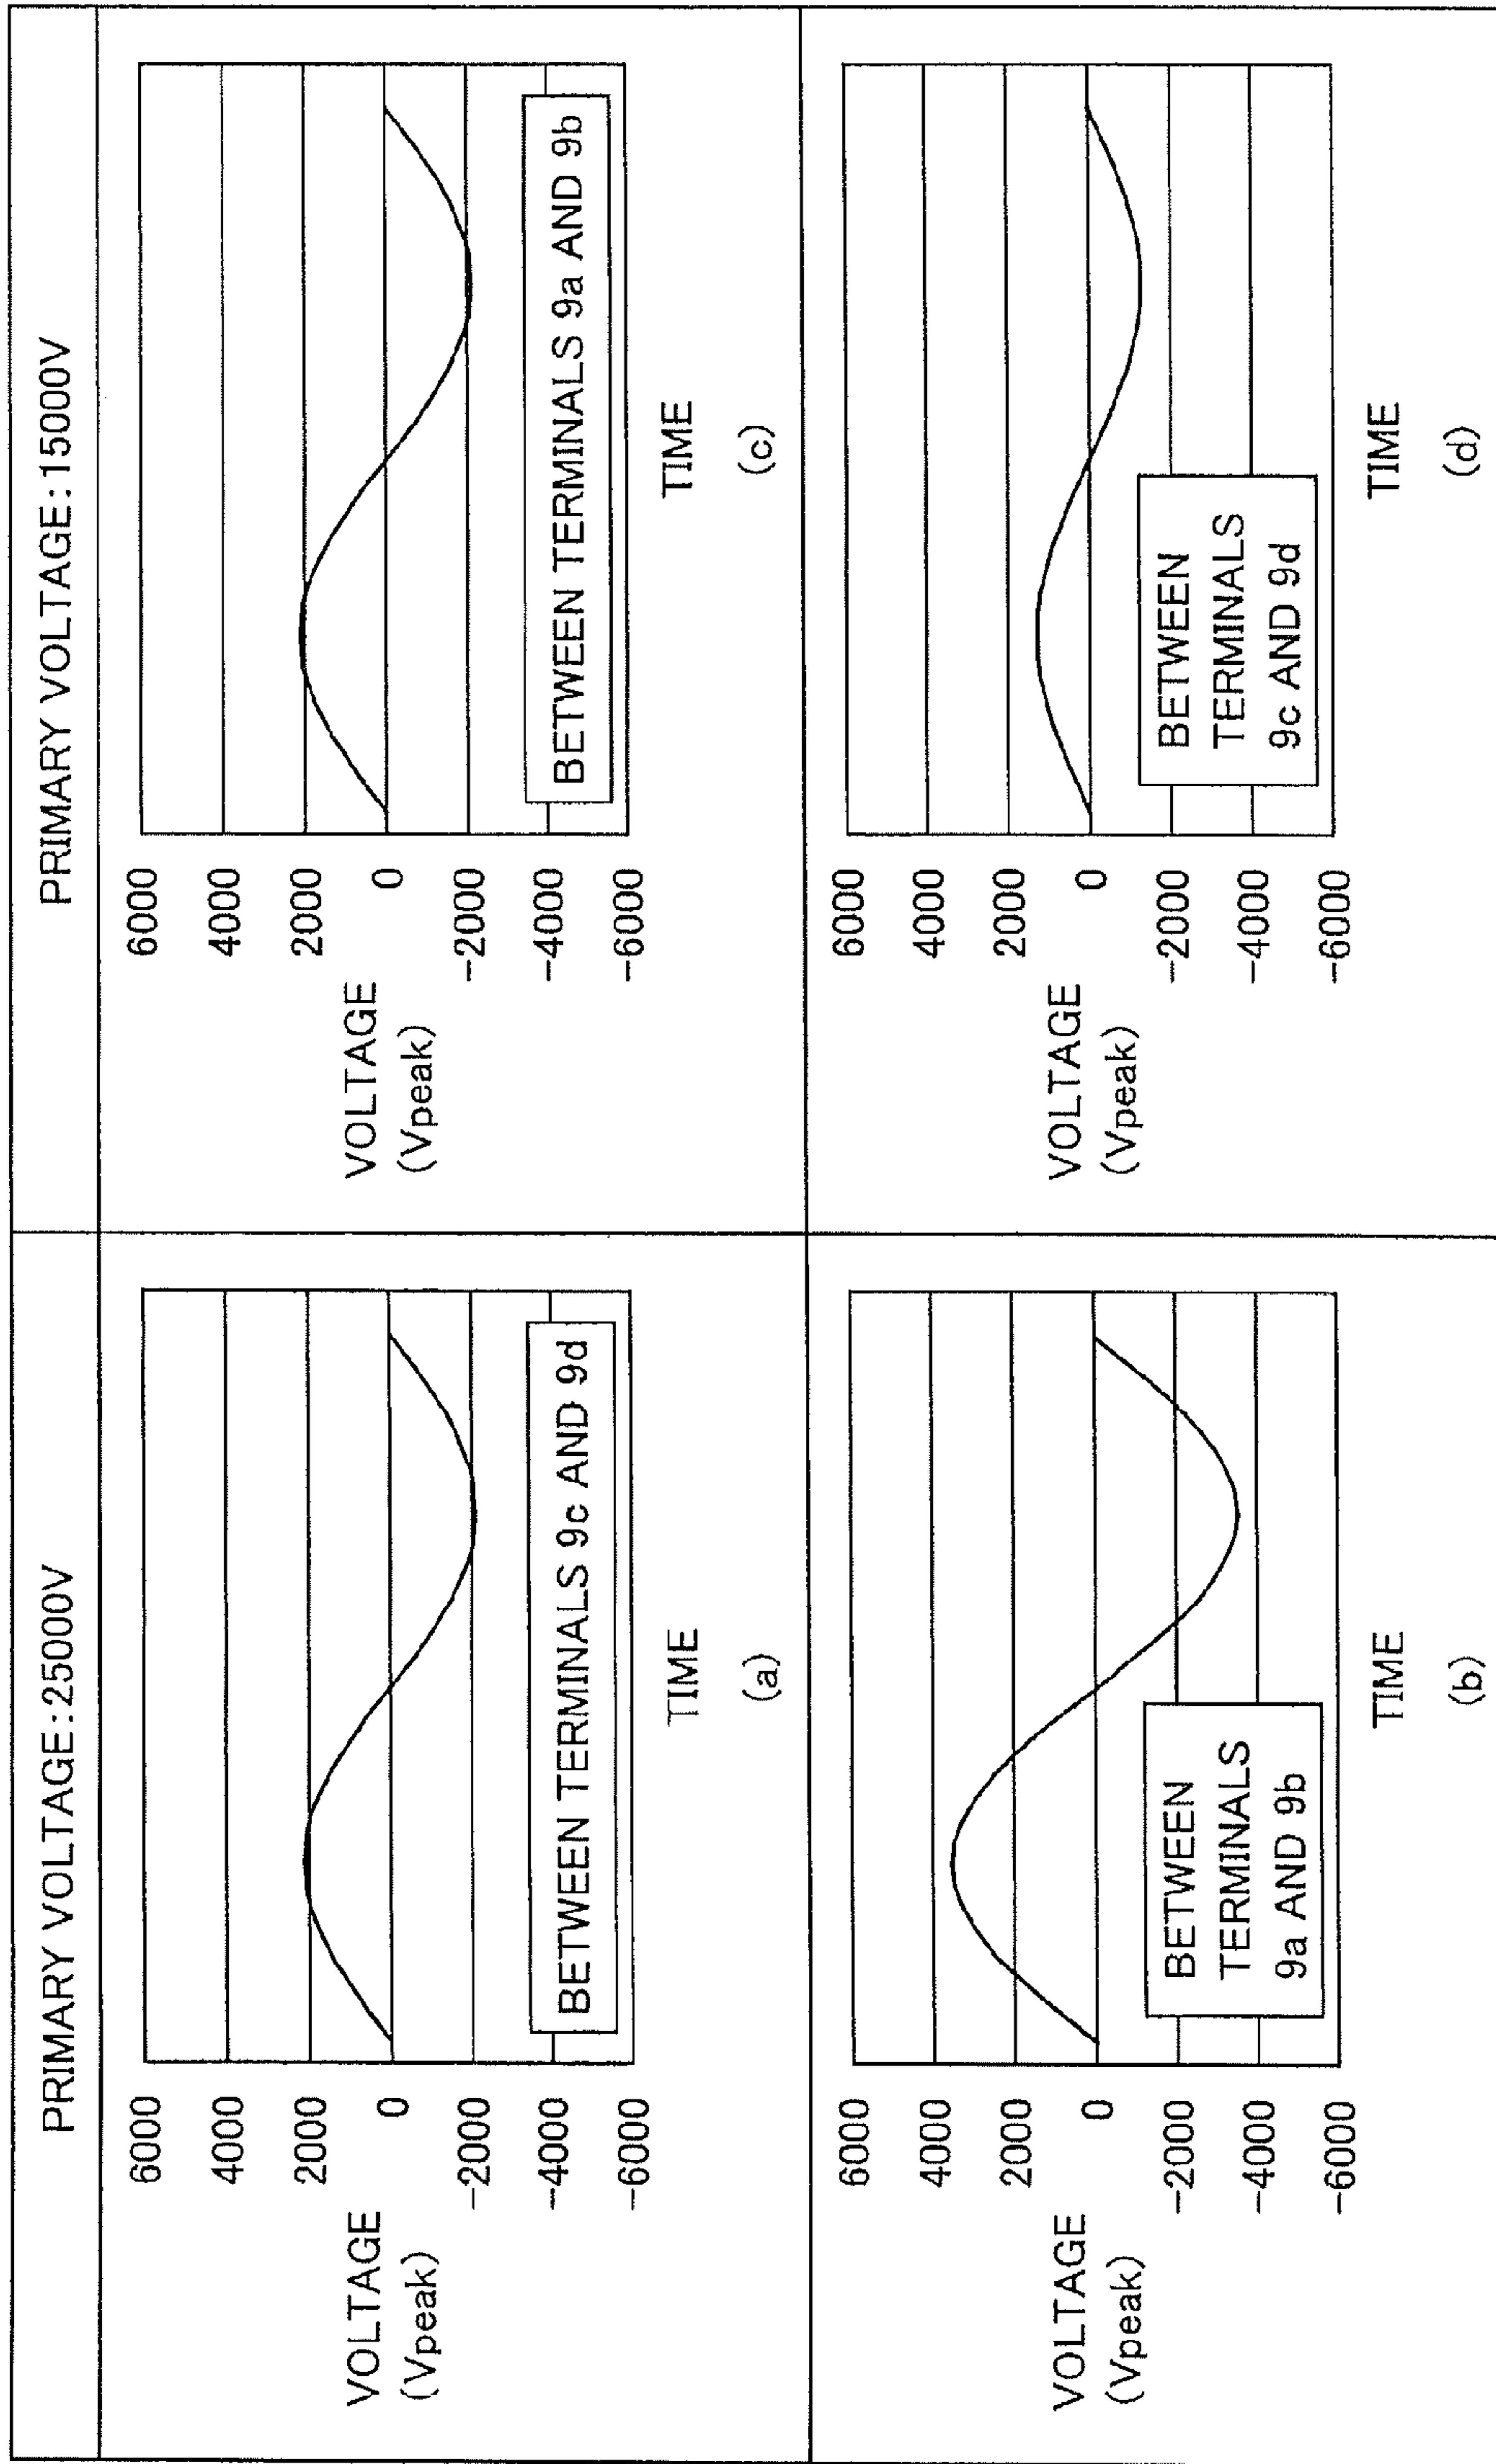 PRIMARY VOLTAGE:25000V
VOLTAGE
(Vpeak)
6000
4000
2000
0
-2000
-4000
-6000
BETWEEN TERMINALS 9c AND 9d
TIME
(a)
VOLTAGE
(Vpeak)
6000
4000
2000
0
-2000
-4000
-6000
BETWEEN
TERMINALS
9a AND 9b
TIME
(b)
PRIMARY VOLTAGE:15000V
VOLTAGE
(Vpeak)
6000
4000
2000
0
-2000
-4000
-6000
BETWEEN TERMINALS 9a AND 9b
TIME
(c)
VOLTAGE
(Vpeak)
6000
4000
2000
0
-2000
-4000
-6000
BETWEEN
TERMINALS
9c AND 9d
TIME
(d)